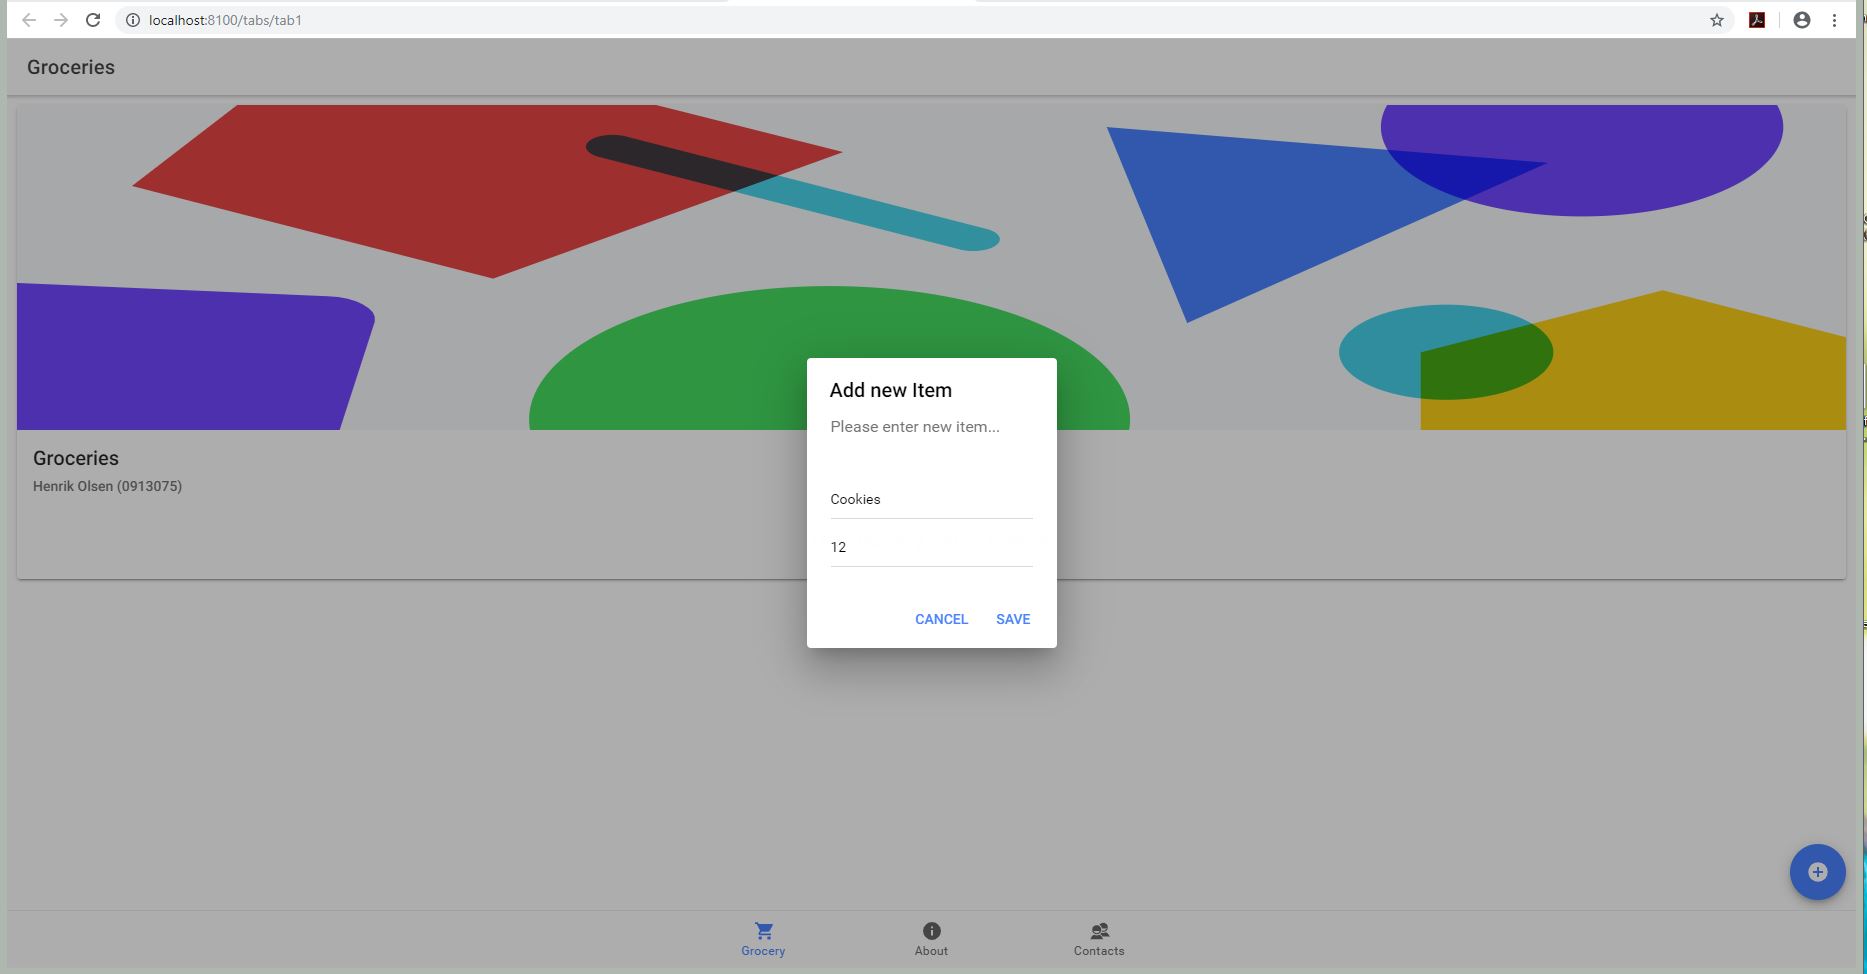 localhost:8100/tabs/tab1
Groceries
Groceries
Henrik Olsen (0913075)
Add new Item
Please enter new item...
Cookies
12
CANCEL SAVE
Grocery About Contacts